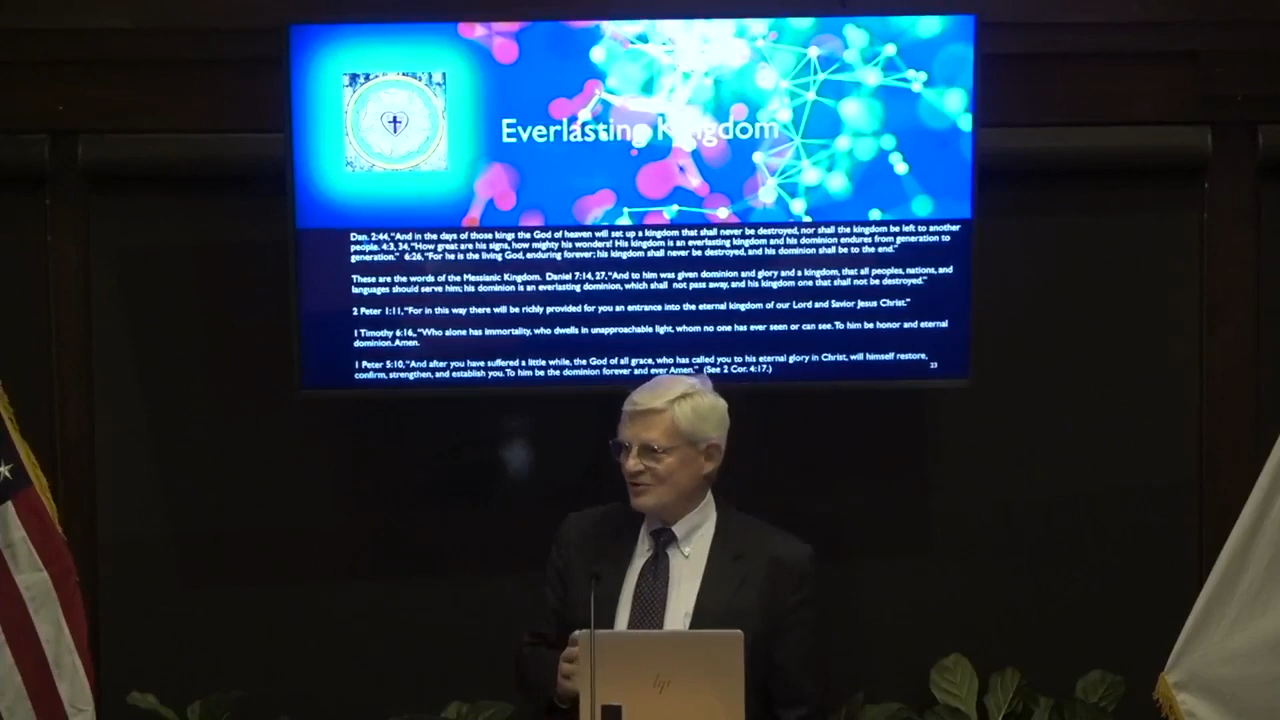 Everlasting Kingdom
Dan. 2:44, "And in the days of those kings the God of heaven will set up a kingdom that shall never be destroyed, nor shall the kingdom be left to another
people. 4:3, 34, "How great are his signs, how mighty his wonders! His kingdom is an everlasting kingdom and his dominion endures from generation to
generation." 6:26, "For he is the living God, enduring forever; his kingdom shall never be destroyed, and his dominion shall be to the end."
These are the words of the Messianic Kingdom. Daniel 7:14, 27, "And to him was given dominion and glory and a kingdom, that all peoples, nations, and
languages should serve him; his dominion is an everlasting dominion, which shall not pass away, and his kingdom one that shall not be destroyed."
2 Peter 1:11, "For in this way there will be richly provided for you an entrance into the eternal kingdom of our Lord and Savior Jesus Christ."
1 Timothy 6:16,, "Who alone has immortality, who dwells in unapproachable light, whom no one has ever seen or can see. To him be honor and eternal
dominion. Amen.
1 Peter 5:10, "And after you have suffered a little while, the God of all grace, who has called you to his eternal glory in Christ, will himself restore,
confirm, strengthen, and establish you. To him be the dominion forever and ever Amen." (See 2 Cor. 4:17.)
23
hp